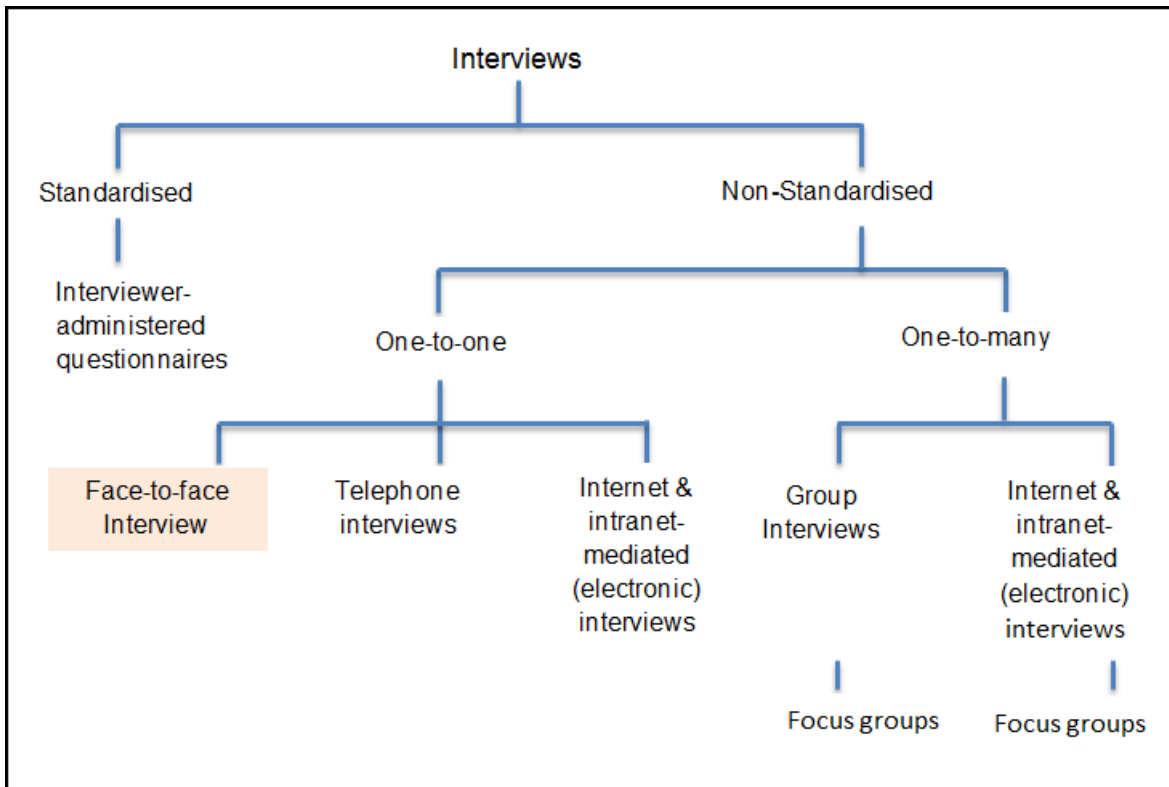 Interviews
Standardised
Non-Standardised
Interviewer-
administered
questionnaires
One-to-one
One-to-many
Face-to-face
Interview
Telephone
interviews
Internet &
intranet-
mediated
(electronic)
interviews
Group
Interviews
Internet &
intranet-
mediated
(electronic)
interviews
Focus groups
Focus groups